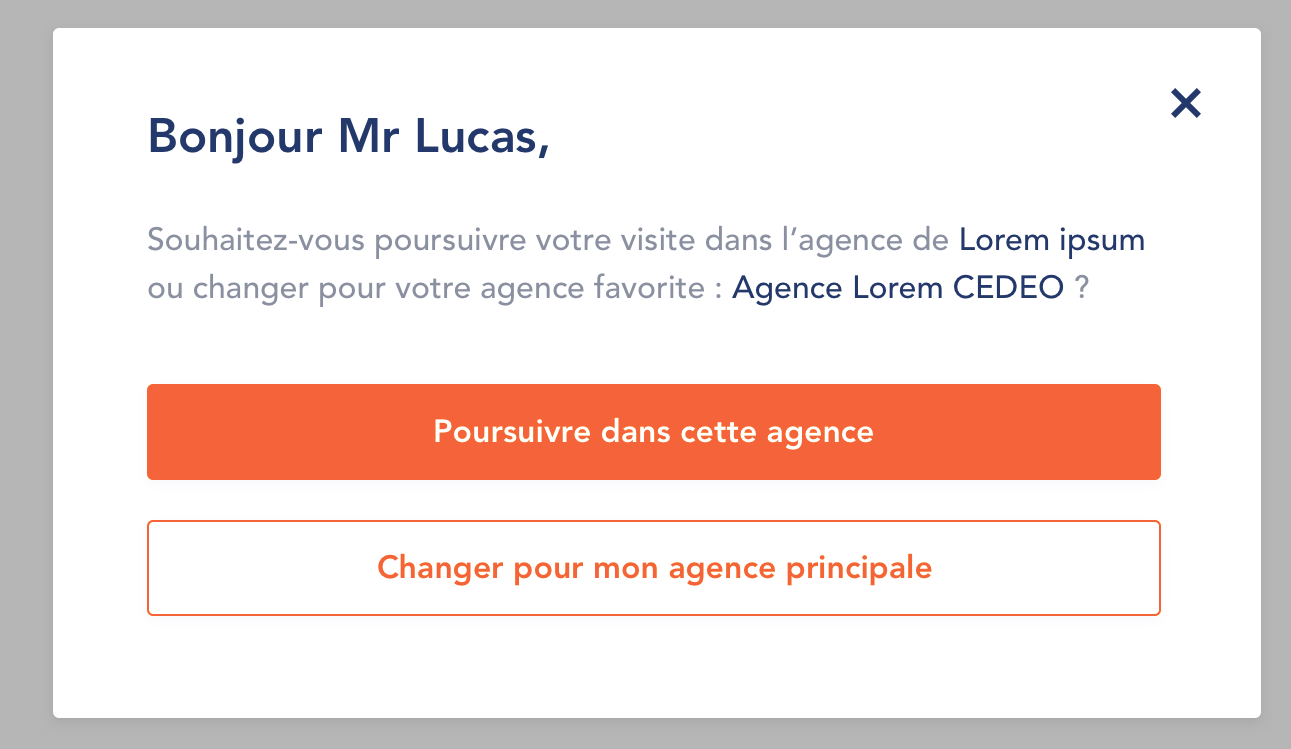 Bonjour Mr Lucas,
Souhaitez-vous poursuivre votre visite dans l’agence de Lorem ipsum
ou changer pour votre agence favorite : Agence Lorem CEDEO ?
Poursuivre dans cette agence
Changer pour mon agence principale